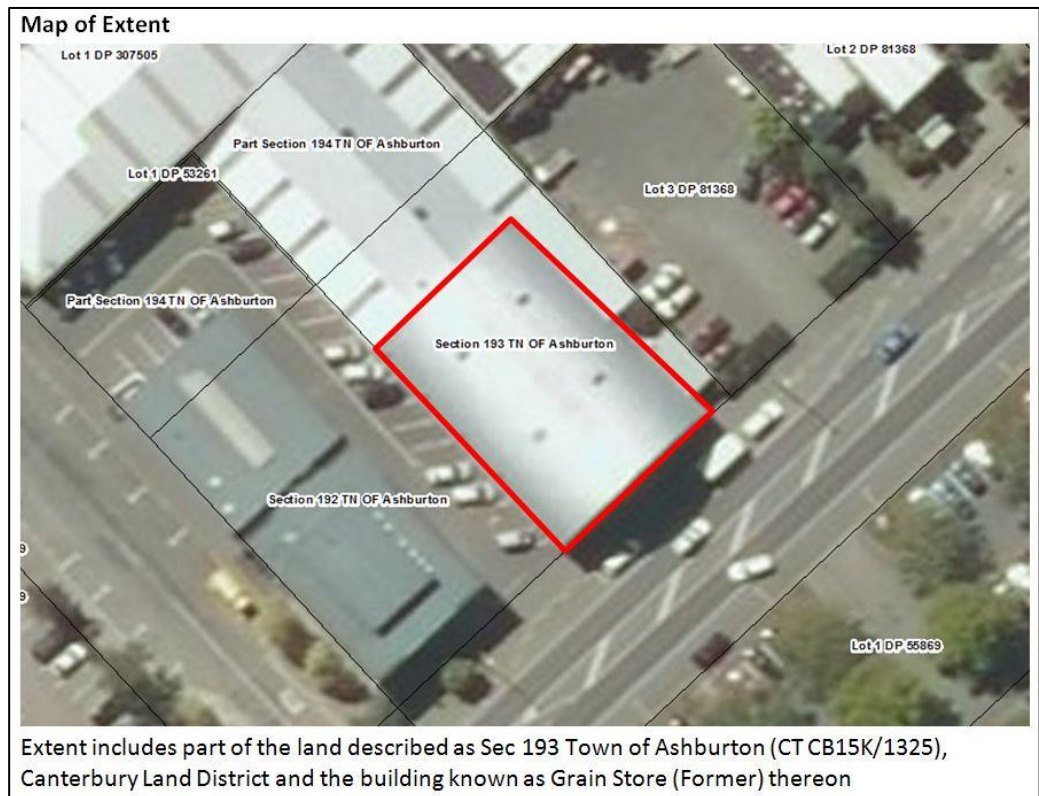 Map of Extent
Lot 1 DP 307505
Lot 2 DP 81368
Part Section 194 TN OF Ashburton
Lot 1 DP 53261
Lot 3 DP 81368
Part Section 194 TN OF Ashburton
Section 193 TN OF Ashburton
Section 192 TN OF Ashburton
9
9
Lot 1 DP 55869
Extent includes part of the land described as Sec 193 Town of Ashburton (CT CB15K/1325),
Canterbury Land District and the building known as Grain Store (Former) thereon